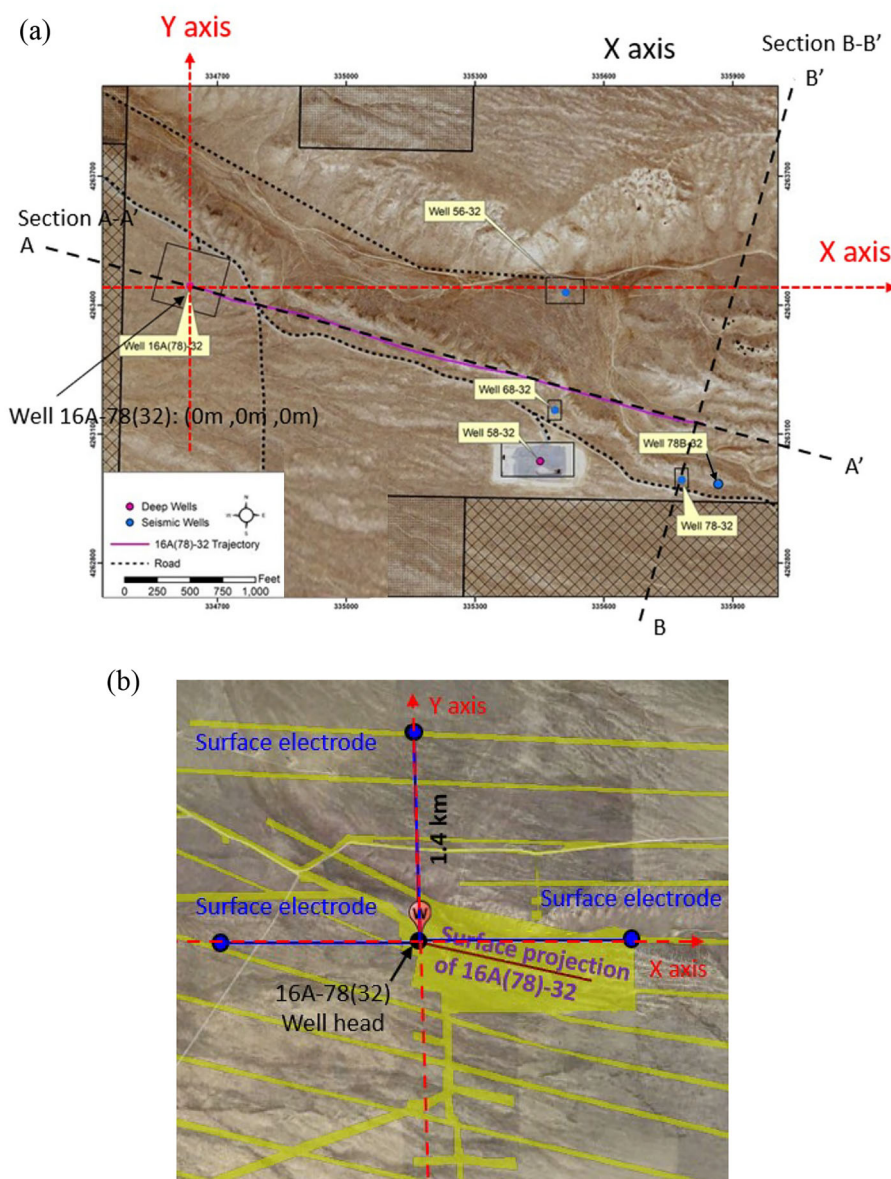 (a)
Y axis
X axis
Section B-B’
B’
334700
335000
335300
335600
335900
4263700
4263700
Well 56-32
Section A-A’
A
X axis
4263400
4263400
Well 16A(78)-32
Well 68-32
Well 16A-78(32): (0m ,0m ,0m)
Well 58-32
Well 78B-32
4263100
4263100
A’
Well 78-32
Deep Wells
Seismic Wells
N
W
E
S
16A(78)-32 Trajectory
Road
Feet
0 250 500 750 1,000
4262800
4262800
334700
335000
335300
335600
335900
B
(b)
Y axis
Surface electrode
1.4 km
Surface electrode
Surface electrode
W
Surface projection
of 16A(78)-32
X axis
16A-78(32)
Well head